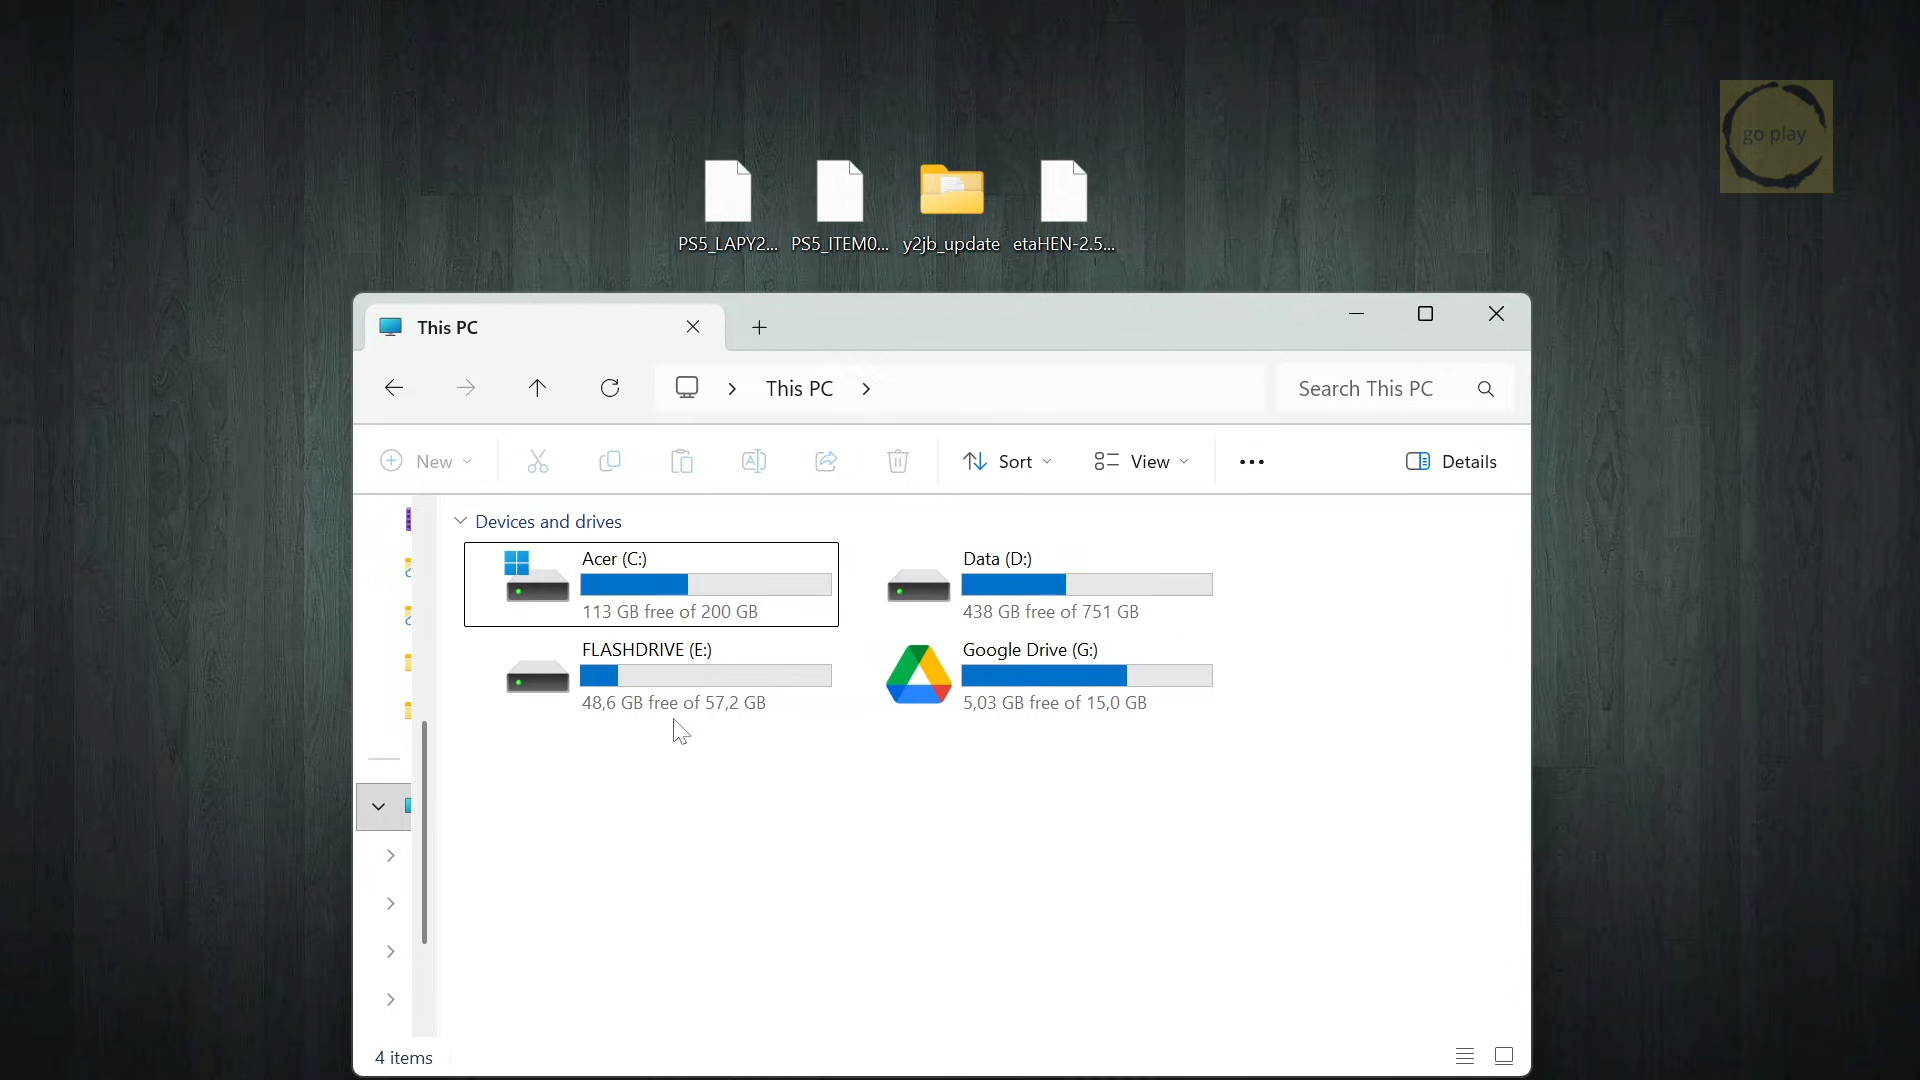 go play
PS5_LAPY2...
PS5_ITEM0...
y2jb_update
etaHEN-2.5...
This PC
This PC
Search This PC
New
Sort
View
Details
Devices and drives
Acer (C:)
113 GB free of 200 GB
Data (D:)
438 GB free of 751 GB
FLASHDRIVE (E:)
48,6 GB free of 57,2 GB
Google Drive (G:)
5,03 GB free of 15,0 GB
4 items